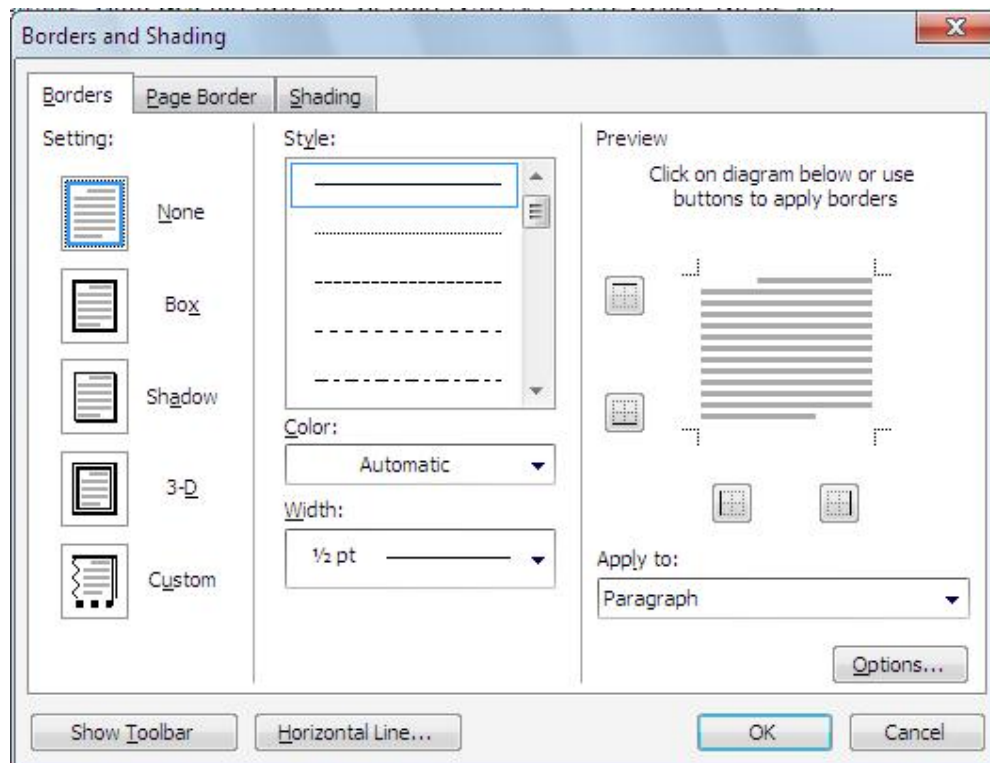 Borders and Shading
Borders
Page Border
Shading
Setting:
None
Box
Shadow
3-D
Custom
Style:
Color:
Automatic
Width:
½ pt
Preview
Click on diagram below or use
buttons to apply borders
Apply to:
Paragraph
Options...
Show Toolbar
Horizontal Line...
OK
Cancel